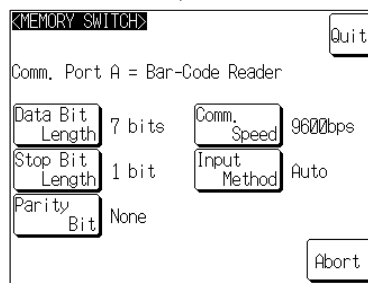 <MEMORY SWITCH>
Quit
Comm. Port A = Bar-Code Reader
Data Bit
Length
7 bits
Comm.
Speed
9600bps
Stop Bit
Length
1 bit
Input
Method
Auto
Parity
Bit
None
Abort